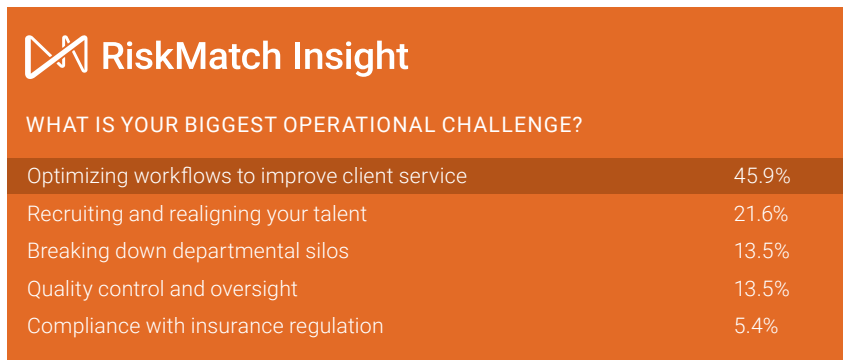 RiskMatch Insight
WHAT IS YOUR BIGGEST OPERATIONAL CHALLENGE?
Optimizing workflows to improve client service 45.9%
Recruiting and realigning your talent 21.6%
Breaking down departmental silos 13.5%
Quality control and oversight 13.5%
Compliance with insurance regulation 5.4%